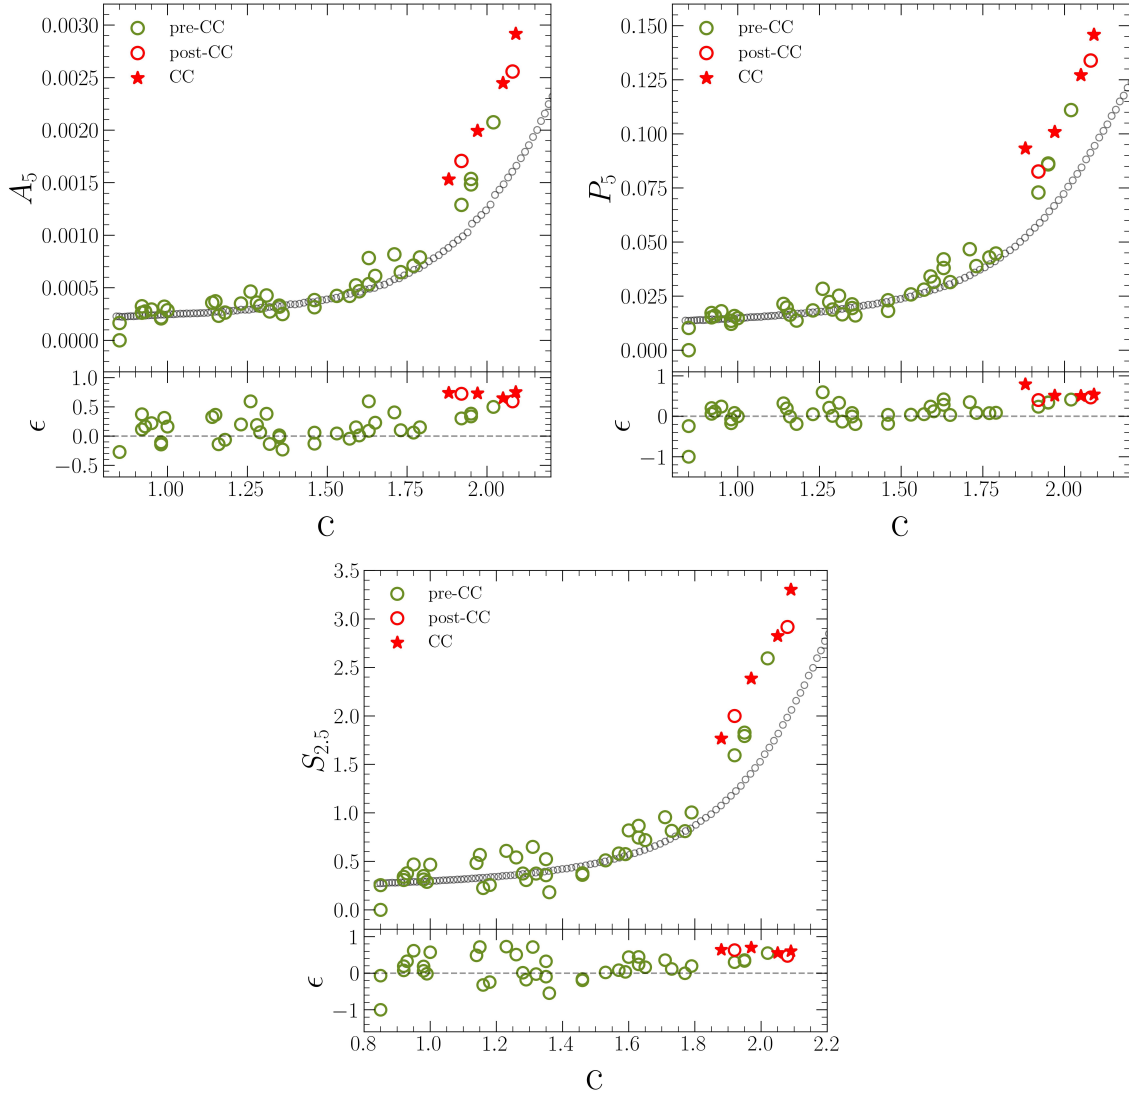 0.0030
0.0025
0.0020
0.0015
0.0010
0.0005
0.0000
A5
pre-CC
post-CC
CC
1.0
0.5
0.0
−0.5
ϵ
1.00
1.25
1.50
1.75
2.00
c
0.150
0.125
0.100
0.075
0.050
0.025
0.000
P5
pre-CC
post-CC
CC
1
0
−1
ϵ
1.00
1.25
1.50
1.75
2.00
c
3.5
3.0
2.5
2.0
1.5
1.0
0.5
0.0
S2.5
pre-CC
post-CC
CC
1
0
−1
ϵ
0.8
1.0
1.2
1.4
1.6
1.8
2.0
2.2
c